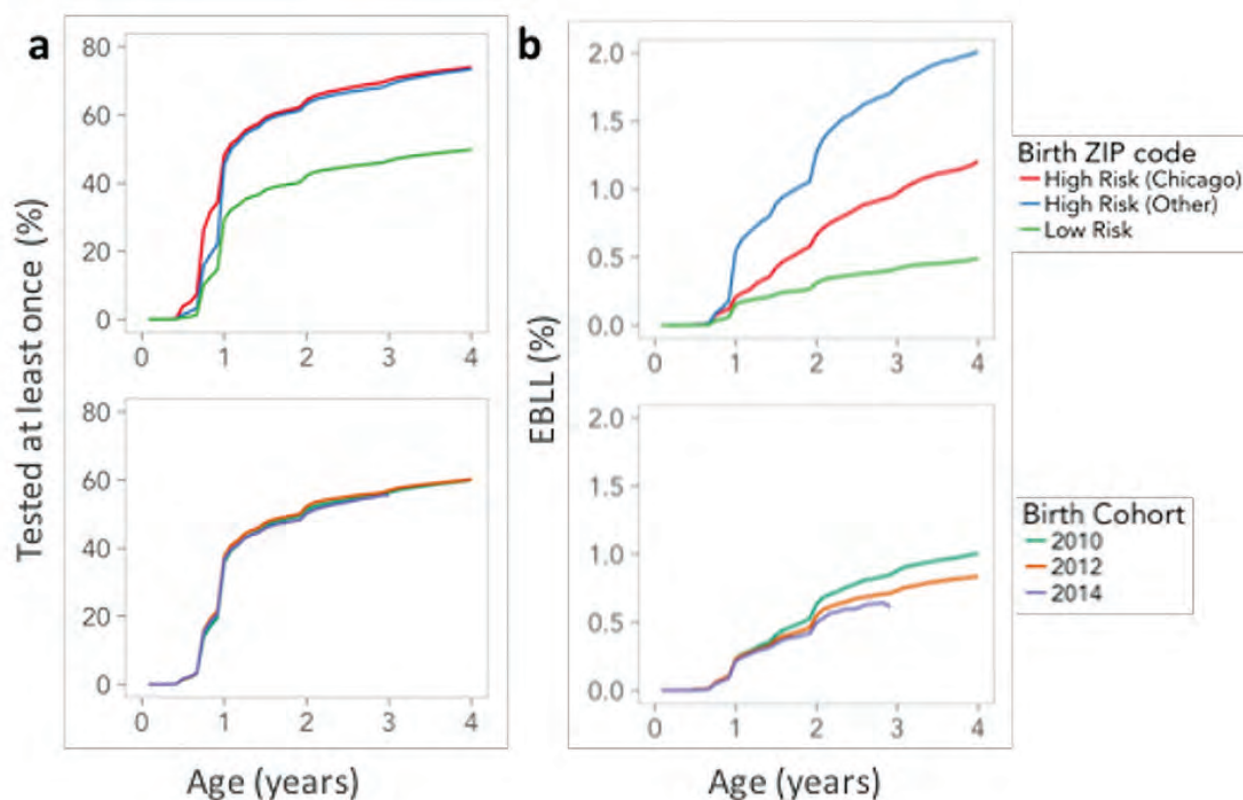 a
80
60
40
20
0
0 1 2 3 4
80
60
40
20
0
0 1 2 3 4
Tested at least once (%)
Age (years)
b
2.0
1.5
1.0
0.5
0.0
0 1 2 3 4
2.0
1.5
1.0
0.5
0.0
0 1 2 3 4
EBLL (%)
Age (years)
Birth ZIP code
High Risk (Chicago)
High Risk (Other)
Low Risk
Birth Cohort
2010
2012
2014